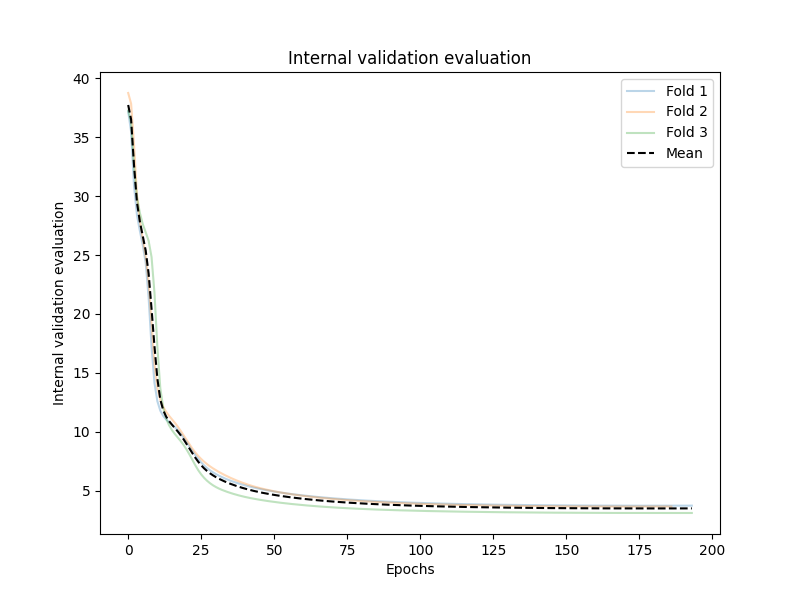 Internal validation evaluation
Internal validation evaluation
40
35
30
25
20
15
10
5
Fold 1
Fold 2
Fold 3
Mean
0 25 50 75 100 125 150 175 200
Epochs